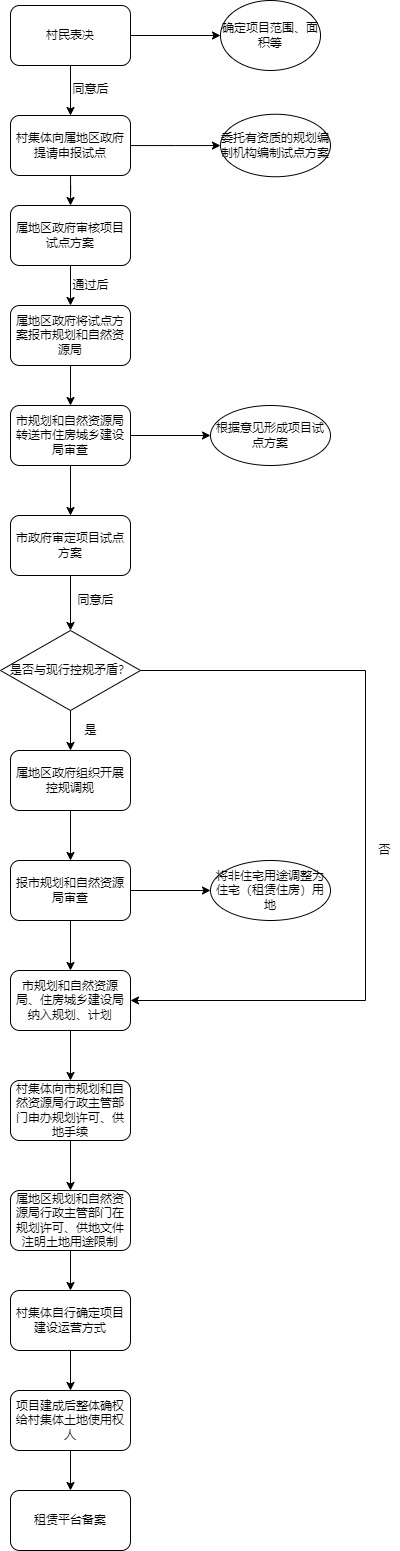 村民表决
确定项目范围、面
积等
同意后
村集体向属地区政府
提请申报试点
委托有资质的规划编
制机构编制试点方案
属地区政府审核项目
试点方案
通过后
属地区政府将试点方
案报市规划和自然资
源局
市规划和自然资源局
转送市住房城乡建设
局审查
根据意见形成项目试
点方案
市政府审定项目试点
方案
同意后
是否与现行控规矛盾？
是
属地区政府组织开展
控规调规
否
报市规划和自然资源
局审查
将非住宅用途调整为
住宅（租赁住房）用
地
市规划和自然资源
局、住房城乡建设局
纳入规划、计划
村集体向市规划和自
然资源局行政主管部
门申办规划许可、供
地手续
属地区规划和自然资
源局行政主管部门在
规划许可、供地文件
注明土地用途限制
村集体自行确定项目
建设运营方式
项目建成后整体确权
给村集体土地使用权
人
租赁平台备案